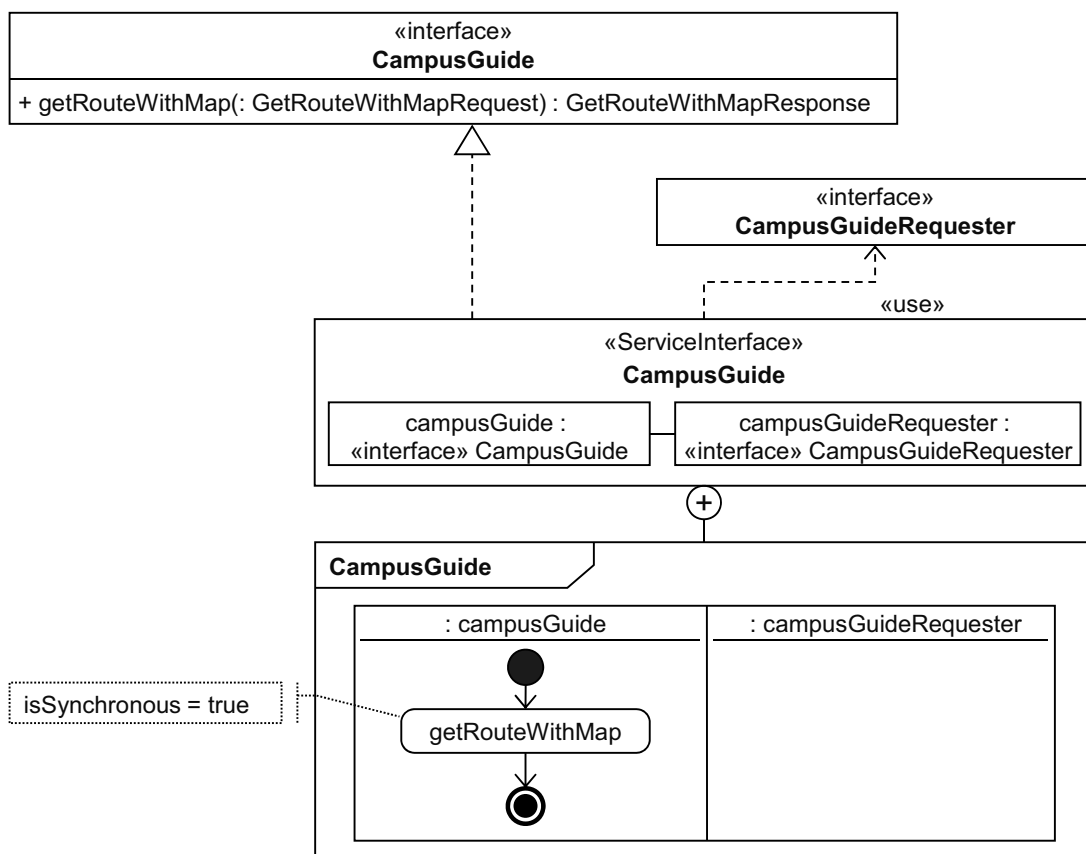 «interface»
CampusGuide
+ getRouteWithMap(: GetRouteWithMapRequest) : GetRouteWithMapResponse
«interface»
CampusGuideRequester
«use»
«ServiceInterface»
CampusGuide
campusGuide :
«interface» CampusGuide
campusGuideRequester :
«interface» CampusGuideRequester
+
CampusGuide
: campusGuide
: campusGuideRequester
isSynchronous = true
getRouteWithMap